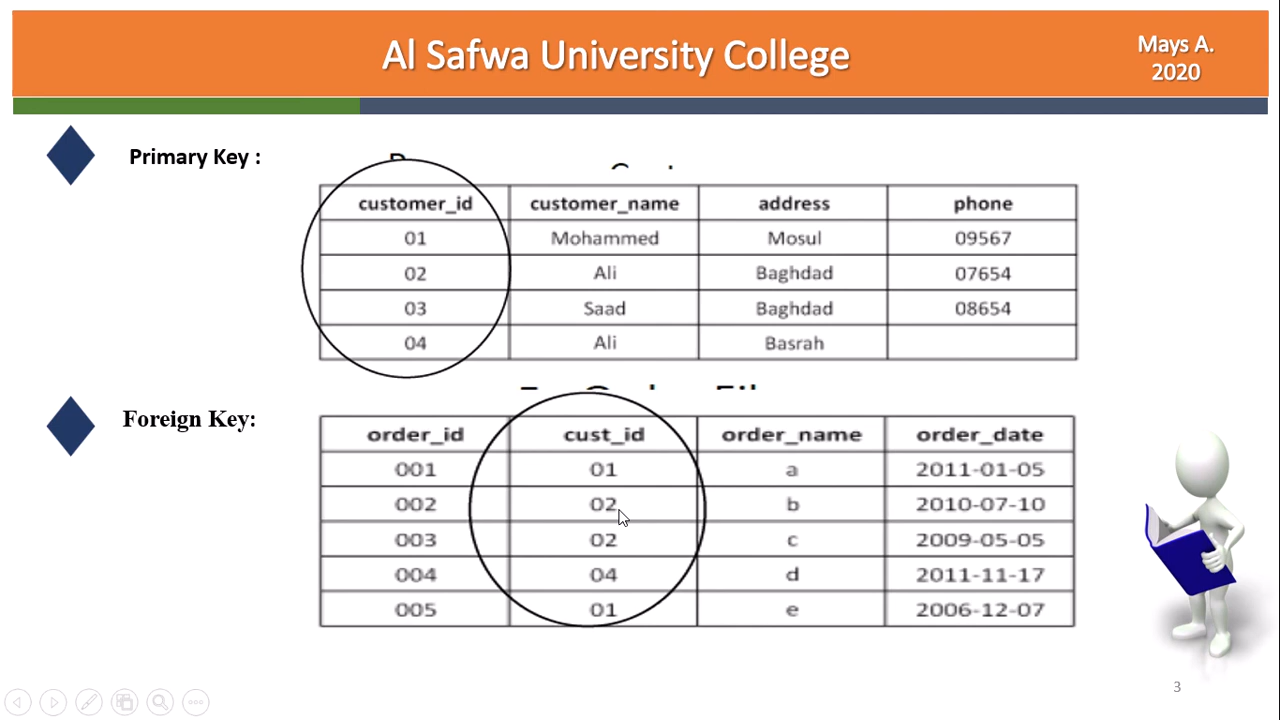 Al Safwa University College
Mays A.
2020
Primary Key :
customer_id customer_name address phone
01 Mohammed Mosul 09567
02 Ali Baghdad 07654
03 Saad Baghdad 08654
04 Ali Basrah
Foreign Key:
order_id cust_id order_name order_date
001 01 a 2011-01-05
002 02 b 2010-07-10
003 02 c 2009-05-05
004 04 d 2011-11-17
005 01 e 2006-12-07
3